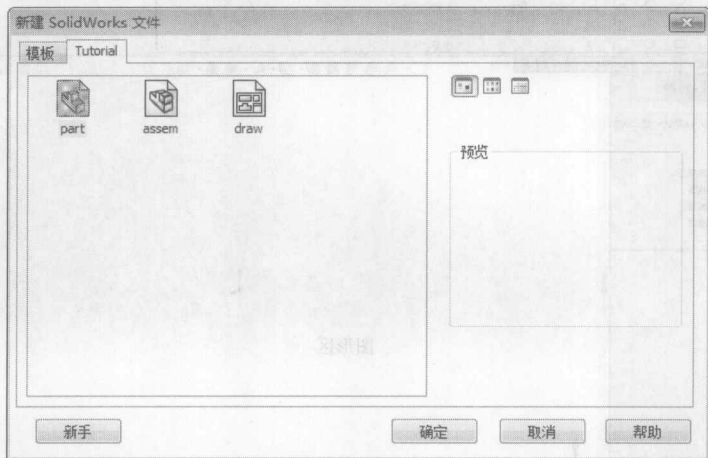 新建 SolidWorks 文件
模板 Tutorial
part assem draw
预览
新手 确定 取消 帮助